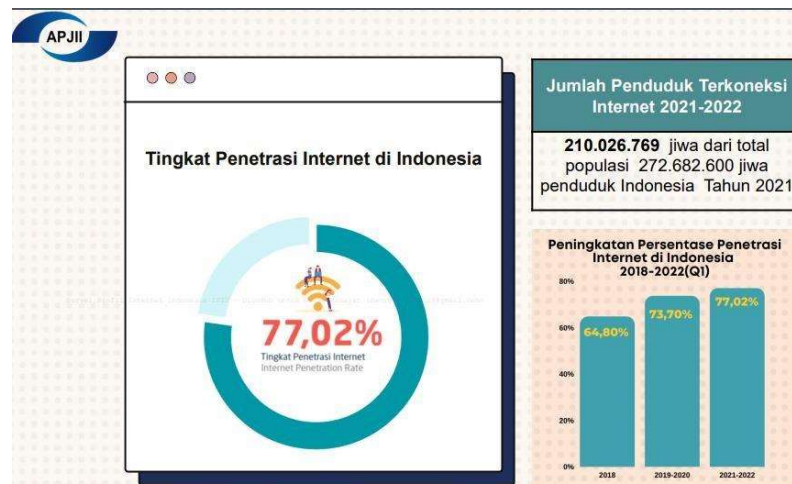 APJII
Tingkat Penetrasi Internet di Indonesia
77,02%
Tingkat Penetrasi Internet
Internet Penetration Rate
Jumlah Penduduk Terkoneksi
Internet 2021-2022
210.026.769 jiwa dari total
populasi 272.682.600 jiwa
penduduk Indonesia Tahun 2021
Peningkatan Persentase Penetrasi
Internet di Indonesia
2018-2022(Q1)
80%
60%
40%
20%
0%
64,80%
73,70%
77,02%
2018
2019-2020
2021-2022